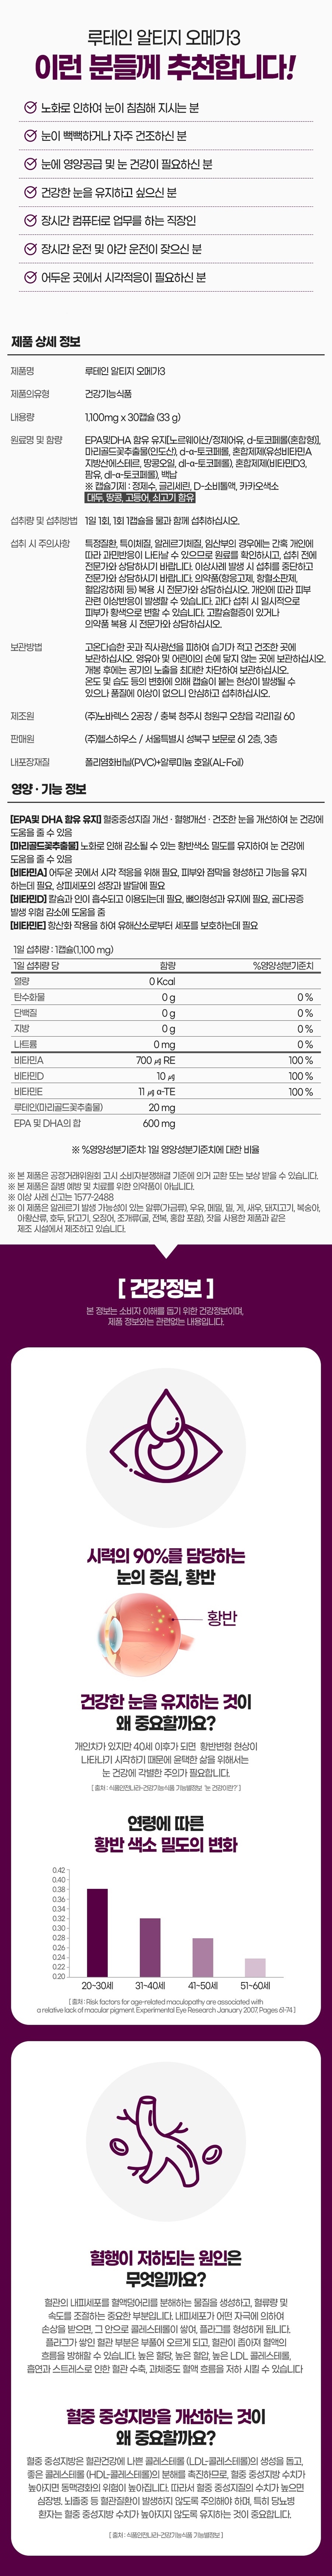 루테인 알티지 오메가3
이런 분들께 추천합니다!
노화로 인하여 눈이 침침해 지시는 분
눈이 뻑뻑하거나 자주 건조하신 분
눈에 영양공급 및 눈 건강이 필요하신 분
건강한 눈을 유지하고 싶으신 분
장시간 컴퓨터로 업무를 하는 직장인
장시간 운전 및 야간 운전이 잦으신 분
어두운 곳에서 시각적응이 필요하신 분
제품 상세 정보
제품명 루테인 알티지 오메가3
제품의유형 건강기능식품
내용량 1,100mg x 30캡슐 (33 g)
원료명 및 함량 EPA및DHA 함유 유지[노르웨이산/정제어유, d-토코페롤(혼합형)],
마리골드꽃추출물(인도산), dl-α-토코페롤, 혼합제제(유성비타민A
지방산에스테르, 땅콩오일, dl-α-토코페롤), 혼합제제(비타민D3,
팜유, dl-α-토코페롤), 백납
※ 캡슐기제 : 정제수, 글리세린, D-소비톨액, 카카오색소
대두, 땅콩, 고등어, 쇠고기 함유
섭취량 및 섭취방법 1일 1회, 1회 1캡슐을 물과 함께 섭취하십시오.
섭취 시 주의사항 특정질환, 특이체질, 알레르기체질, 임산부의 경우에는 간혹 개인에
따라 과민반응이 나타날 수 있으므로 원료를 확인하시고, 섭취 전에
전문가와 상담하시기 바랍니다. 이상사례 발생 시 섭취를 중단하고
전문가와 상담하시기 바랍니다. 의약품(항응고제, 항혈소판제,
혈압강하제 등) 복용 시 전문가와 상담하십시오. 개인에 따라 피부
관련 이상반응이 발생할 수 있습니다. 과다 섭취 시 일시적으로
피부가 황색으로 변할 수 있습니다. 고칼슘혈증이 있거나
의약품 복용 시 전문가와 상담하십시오.
보관방법 고온다습한 곳과 직사광선을 피하여 습기가 적고 건조한 곳에
보관하십시오. 영유아 및 어린이의 손에 닿지 않는 곳에 보관하십시오.
개봉 후에는 공기의 노출을 최대한 차단하여 보관하십시오.
온도 및 습도 등의 변화에 의해 캡슐이 붙는 현상이 발생될 수
있으나 품질에 이상이 없으니 안심하고 섭취하십시오.
제조원 (주)노바렉스 2공장 / 충북 청주시 청원구 오창읍 각리1길 60
판매원 (주)헬스하우스 / 서울특별시 성북구 보문로 61 2층, 3층
내포장재질 폴리염화비닐(PVC)+알루미늄 호일(AL-Foil)
영양 · 기능 정보
[EPA및 DHA 함유 유지] 혈중중성지질 개선 · 혈행개선 · 건조한 눈을 개선하여 눈 건강에
도움을 줄 수 있음
[마리골드꽃추출물] 노화로 인해 감소될 수 있는 황반색소 밀도를 유지하여 눈 건강에
도움을 줄 수 있음
[비타민A] 어두운 곳에서 시각 적응을 위해 필요, 피부와 점막을 형성하고 기능을 유지
하는데 필요, 상피세포의 성장과 발달에 필요
[비타민D] 칼슘과 인이 흡수되고 이용되는데 필요, 뼈의형성과 유지에 필요, 골다공증
발생 위험 감소에 도움을 줌
[비타민E] 항산화 작용을 하여 유해산소로부터 세포를 보호하는데 필요
1일 섭취량 : 1캡슐(1,100 mg)
1일 섭취량 당 함량 %영양성분기준치
열량 0 Kcal
탄수화물 0 g 0 %
단백질 0 g 0 %
지방 0 g 0 %
나트륨 0 mg 0 %
비타민A 700 ㎍ RE 100 %
비타민D 10 ㎍ 100 %
비타민E 11 ㎎ α-TE 100 %
루테인(마리골드꽃추출물) 20 mg
EPA 및 DHA의 합 600 mg
※ %영양성분기준치: 1일 영양성분기준치에 대한 비율
※ 본 제품은 공정거래위원회 고시 소비자분쟁해결 기준에 의거 교환 또는 보상 받을 수 있습니다.
※ 본 제품은 질병 예방 및 치료를 위한 의약품이 아닙니다.
※ 이상 사례 신고는 1577-2488
※ 이 제품은 알레르기 발생 가능성이 있는 알류(가금류), 우유, 메밀, 밀, 게, 새우, 돼지고기, 복숭아,
아황산류, 호두, 닭고기, 오징어, 조개류(굴, 전복, 홍합 포함), 잣을 사용한 제품과 같은
제조 시설에서 제조하고 있습니다.
[ 건강정보 ]
본 정보는 소비자 이해를 돕기 위한 건강정보이며,
제품 정보와는 관련없는 내용입니다.
시력의 90%를 담당하는
눈의 중심, 황반
황반
건강한 눈을 유지하는 것이
왜 중요할까요?
개인차가 있지만 40세 이후가 되면 황반변형 현상이
나타나기 시작하기 때문에 윤택한 삶을 위해서는
눈 건강에 각별한 주의가 필요합니다.
[ 출처 : 식품안전나라-건강기능식품 기능별정보 '눈 건강이란?' ]
연령에 따른
황반 색소 밀도의 변화
0.42
0.40
0.38
0.36
0.34
0.32
0.30
0.28
0.26
0.24
0.22
0.20
20~30세 31~40세 41~50세 51~60세
[ 출처 : Risk factors for age-related maculopathy are associated with
a relative lack of macular pigment. Experimental Eye Research January 2007, Pages 61-74 ]
혈행이 저하되는 원인은
무엇일까요?
혈관의 내피세포를 혈액덩어리를 분해하는 물질을 생성하고, 혈류량 및
속도를 조절하는 중요한 부분입니다. 내피세포가 어떤 자극에 의하여
손상을 받으면, 그 안으로 콜레스테롤이 쌓여, 플라그를 형성하게 됩니다.
플라그가 쌓인 혈관 부분은 부풀어 오르게 되고, 혈관이 좁아져 혈액의
흐름을 방해할 수 있습니다. 높은 혈당, 높은 혈압, 높은 LDL 콜레스테롤,
흡연과 스트레스로 인한 혈관 수축, 과체중도 혈액 흐름을 저하 시킬 수 있습니다
혈중 중성지방을 개선하는 것이
왜 중요할까요?
혈중 중성지방은 혈관건강에 나쁜 콜레스테롤 (LDL-콜레스테롤)의 생성을 돕고,
좋은 콜레스테롤 (HDL-콜레스테롤)의 분해를 촉진하므로, 혈중 중성지방 수치가
높아지면 동맥경화의 위험이 높아집니다. 따라서 혈중 중성지질의 수치가 높으면
심장병, 뇌졸중 등 혈관질환이 발생하지 않도록 주의해야 하며, 특히 당뇨병
환자는 혈중 중성지방 수치가 높아지지 않도록 유지하는 것이 중요합니다.
[ 출처 : 식품안전나라-건강기능식품 기능별정보 ]